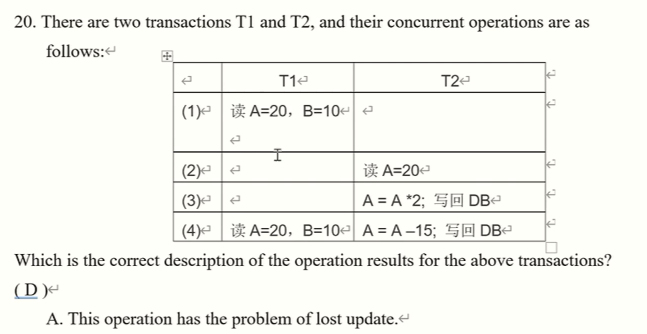 20. There are two transactions T1 and T2, and their concurrent operations are as
follows:
T1 T2
(1) 读 A=20，B=10
(2) 读 A=20
(3) A = A *2; 写回 DB
(4) 读 A=20，B=10 A = A –15; 写回 DB
Which is the correct description of the operation results for the above transactions?
( D )
A. This operation has the problem of lost update.